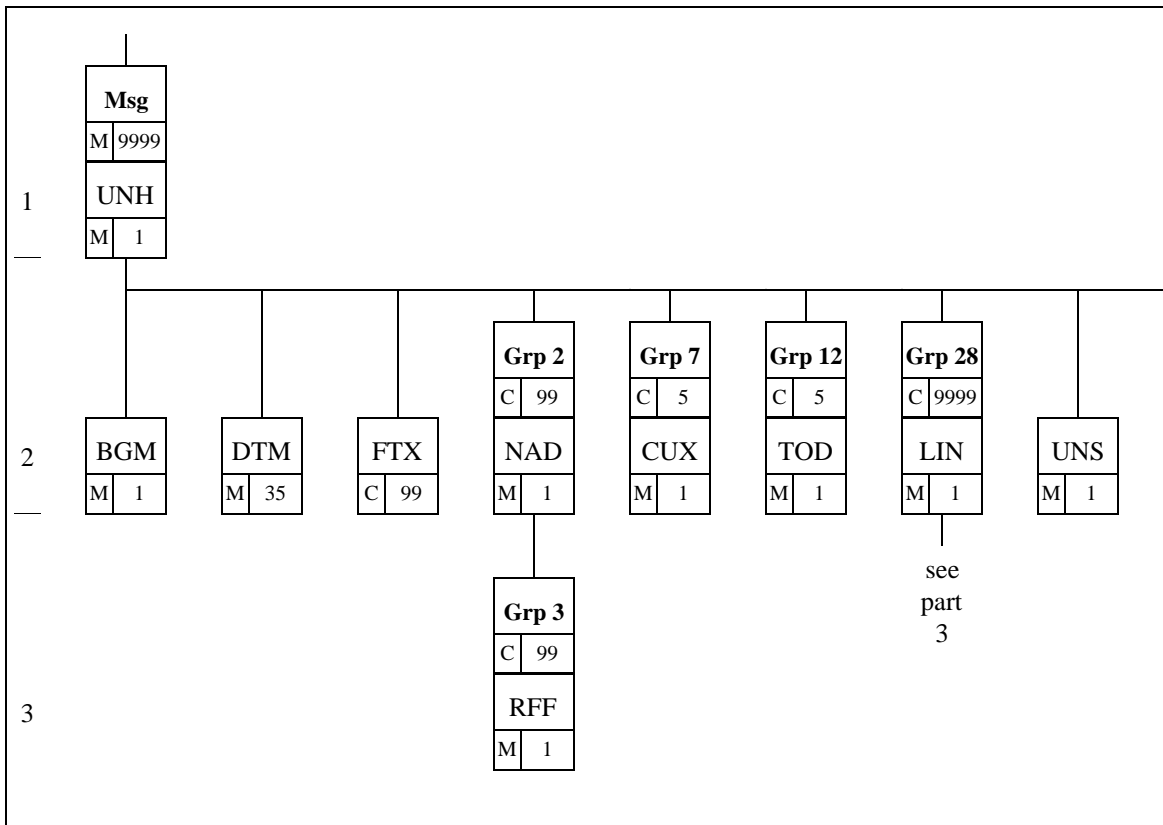 Msg
M 9999
1 UNH
M 1
Grp 2 Grp 7 Grp 12 Grp 28
C 99 C 5 C 5 C 9999
2 BGM DTM FTX NAD CUX TOD LIN UNS
M 1 M 35 C 99 M 1 M 1 M 1 M 1 M 1
see
part
3
Grp 3
C 99
3 RFF
M 1